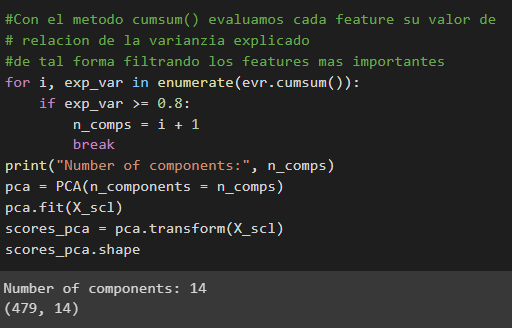 #Con el metodo cumsum() evaluamos cada feature su valor de
# relacion de la varianzia explicado
#de tal forma filtrando los features mas importantes
for i, exp_var in enumerate(evr.cumsum()):
    if exp_var >= 0.8:
        n_comps = i + 1
        break
print("Number of components:", n_comps)
pca = PCA(n_components = n_comps)
pca.fit(X_scl)
scores_pca = pca.transform(X_scl)
scores_pca.shape
Number of components: 14
(479, 14)